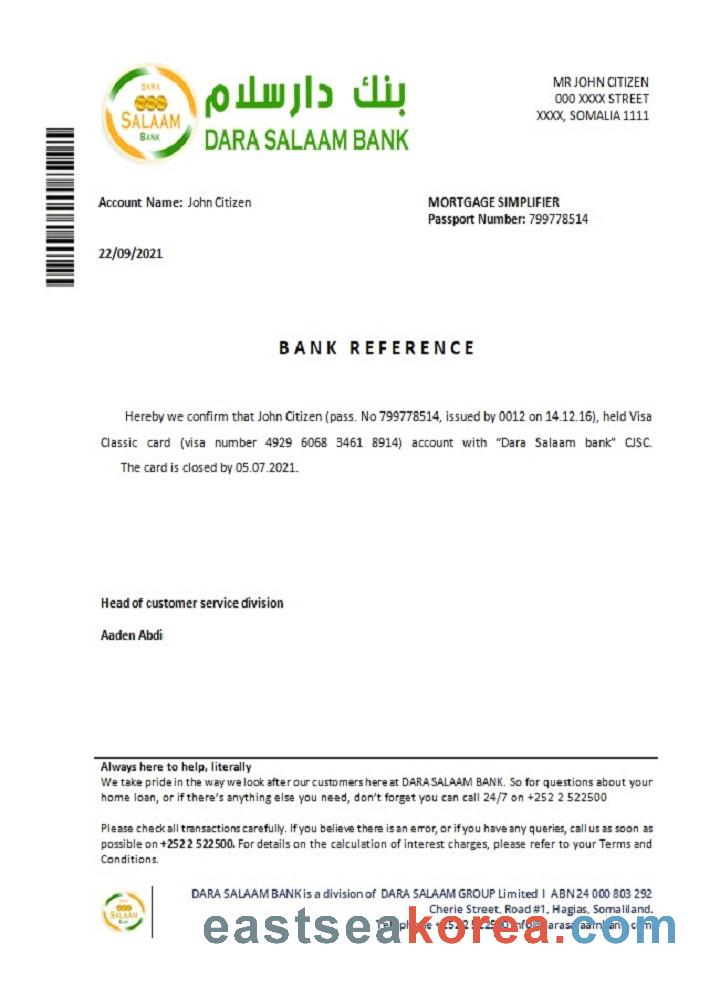 DARA
SALAAM
BANK
بنك دارسلام
DARA SALAAM BANK
MR JOHN CITIZEN
000 XXXX STREET
XXXX, SOMALIA 1111
Account Name: John Citizen
MORTGAGE SIMPLIFIER
Passport Number: 799778514
22/09/2021
BANK REFERENCE
Hereby we confirm that John Citizen (pass. No 799778514, issued by 0012 on 14.12.16), held Visa
Classic card (visa number 4929 6068 3461 8914) account with “Dara Salaam bank” CJSC.
The card is closed by 05.07.2021.
Head of customer service division
Aaden Abdi
Always here to help, literally
We take pride in the way we look after our customers here at DARA SALAAM BANK. So for questions about your
home loan, or if there’s anything else you need, don’t forget you can call 24/7 on +252 2 522500
Please check all transactions carefully. If you believe there is an error, or if you have any queries, call us as soon as
possible on +252 2 522500. For details on the calculation of interest charges, please refer to your Terms and
Conditions.
SALAAM
DARA SALAAM BANK is a division of DARA SALAAM GROUP Limited I ABN 24 000 803 292
Cherie Street, Road #1, Hagias, Somaliland.
eastseakorea.com